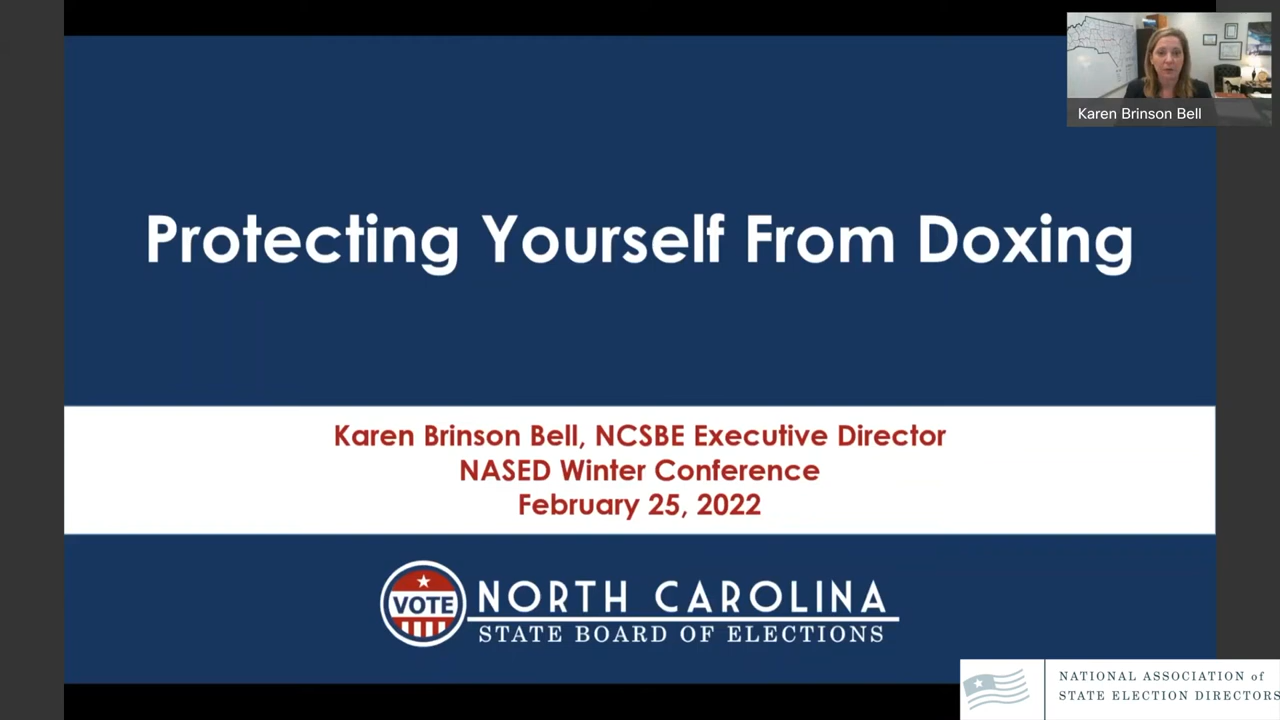 Karen Brinson Bell
Protecting Yourself From Doxing
Karen Brinson Bell, NCSBE Executive Director
NASED Winter Conference
February 25, 2022
VOTE
NORTH CAROLINA
STATE BOARD OF ELECTIONS
NATIONAL ASSOCIATION of
STATE ELECTION DIRECTORS